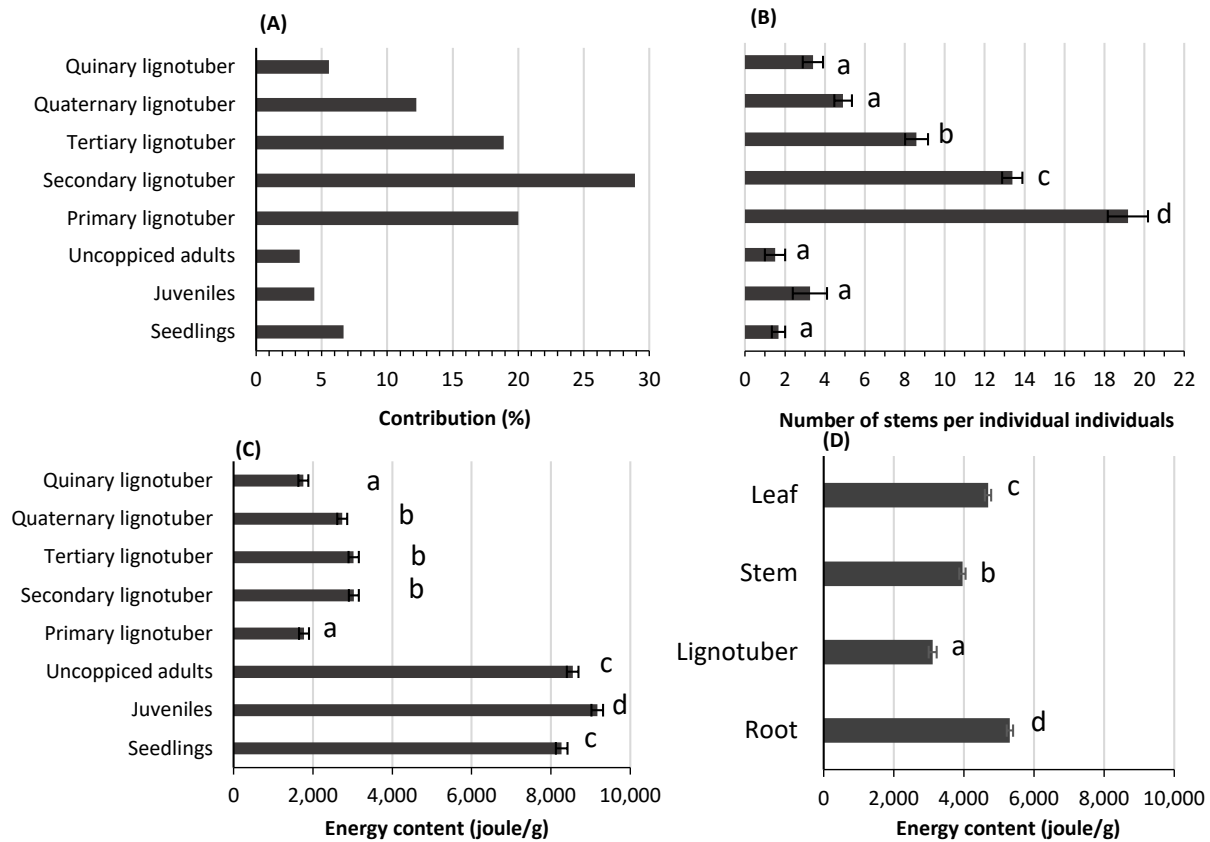 (A)
Quinary lignotuber
Quaternary lignotuber
Tertiary lignotuber
Secondary lignotuber
Primary lignotuber
Uncoppiced adults
Juveniles
Seedlings
0 5 10 15 20 25 30
Contribution (%)
(B)
a
a
b
c
d
a
a
a
0 2 4 6 8 10 12 14 16 18 20 22
Number of stems per individual individuals
(C)
Quinary lignotuber a
Quaternary lignotuber b
Tertiary lignotuber b
Secondary lignotuber b
Primary lignotuber a
Uncoppiced adults c
Juveniles d
Seedlings c
0 2,000 4,000 6,000 8,000 10,000
Energy content (joule/g)
(D)
Leaf c
Stem b
Lignotuber a
Root d
0 2,000 4,000 6,000 8,000 10,000
Energy content (joule/g)